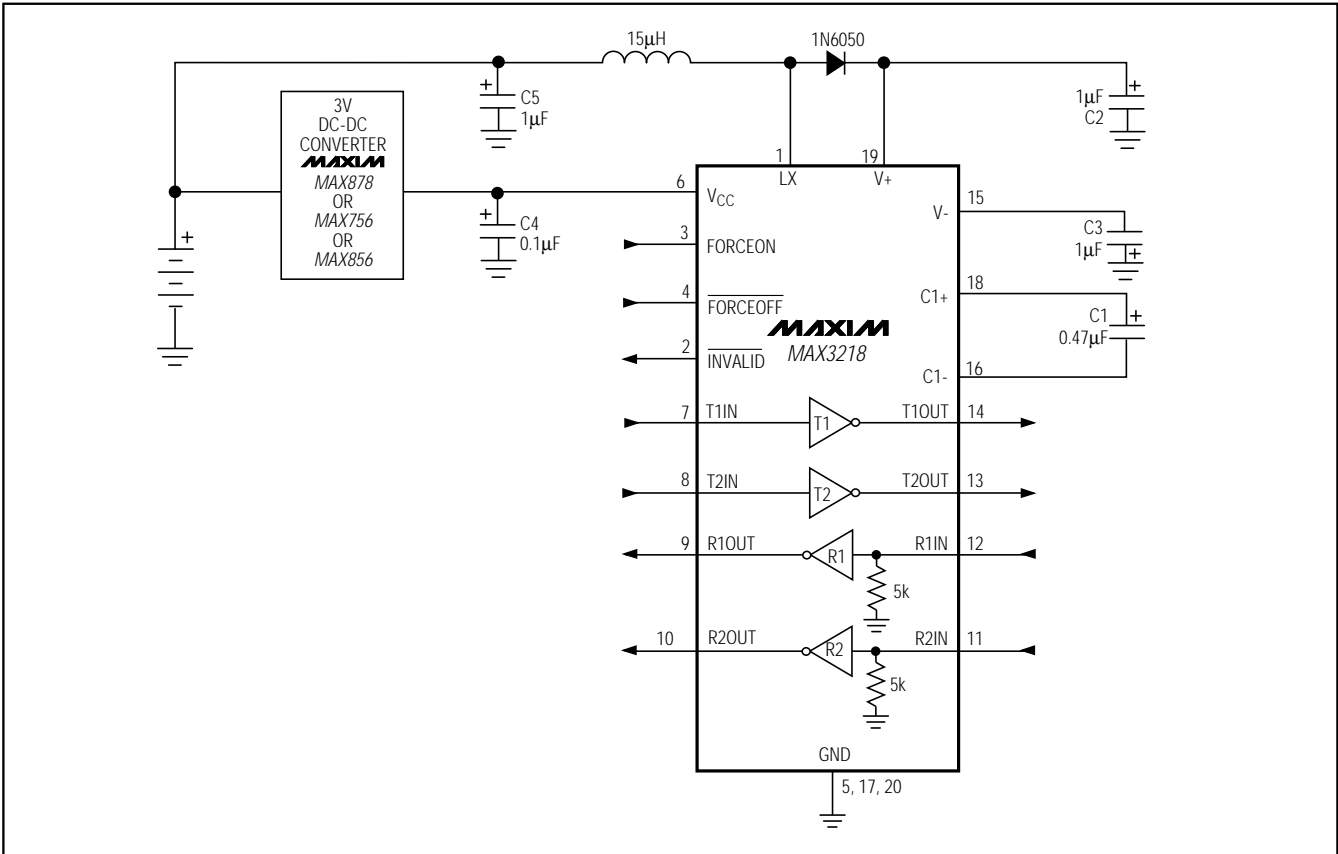 15μH
1N6050
+
C5
1μF
1μF
+
C2
3V
DC-DC
CONVERTER
MAXIM
MAX878
OR
MAX756
OR
MAX856
1
LX
19
V+
6
VCC
15
V-
+
C4
0.1μF
C3
1μF
+
3
FORCEON
+
18
C1+
4
FORCEOFF
C1
+
0.47μF
MAXIM
MAX3218
2
INVALID
16
C1-
7
T1IN
T1
T1OUT
14
8
T2IN
T2
T2OUT
13
9
R1OUT
R1
R1IN
12
5k
10
R2OUT
R2
R2IN
11
5k
GND
5, 17, 20